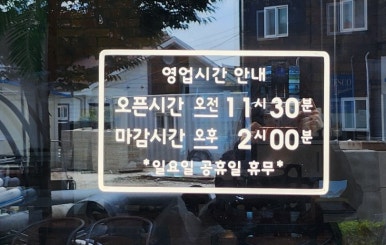 영업시간 안내
오픈시간 오전 11시 30분
마감시간 오후 2시 00분
*일요일 공휴일 휴무*